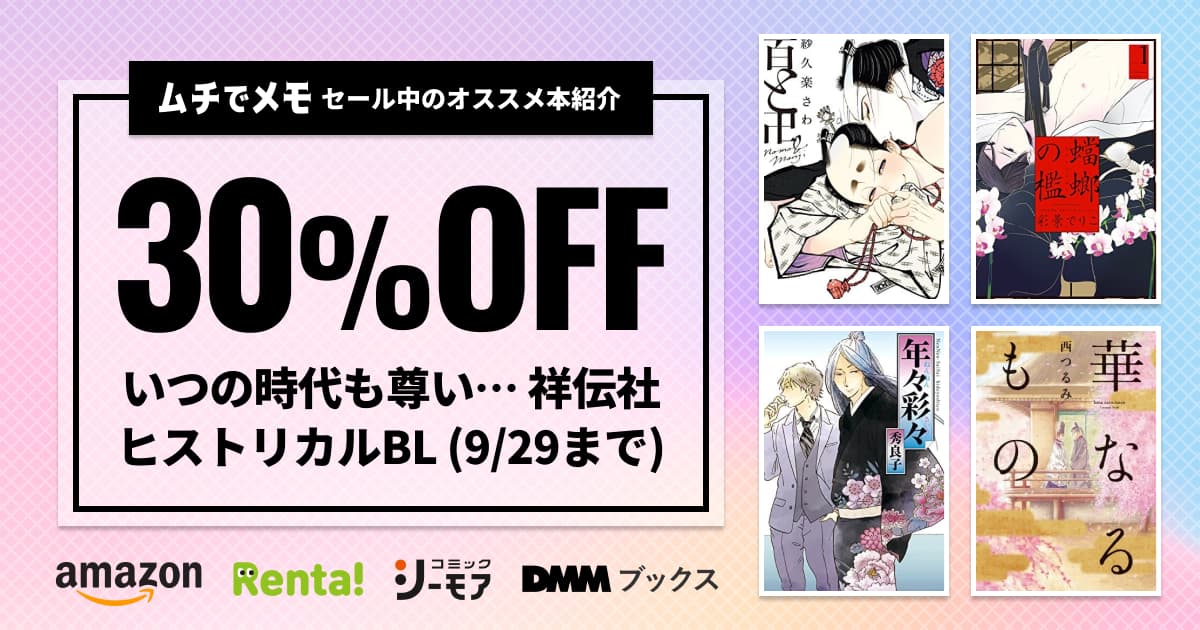 ムチでメモ セール中のオススメ本紹介
30%OFF
いつの時代も尊い… 祥伝社
ヒストリカルBL (9/29まで)
amazon
Renta!
コミック
シーモア
DMM ブックス
百と卍
紗久楽さわ
1
蟷螂
の檻
彩景でりこ
年々彩々
秀良子
華なる
もの
西つるみ